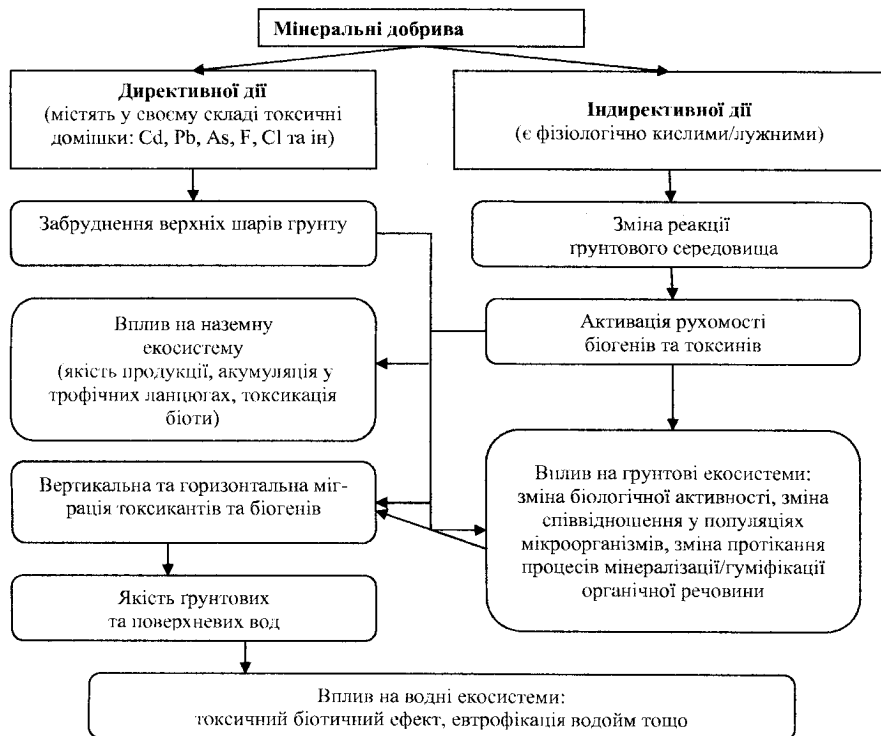 Мінеральні добрива
Директивної дії
(містять у своєму складі токсичні
домішки: Cd, Pb, As, F, Cl та ін)
Індирективної дії
(є фізіологічно кислими/лужними)
Забруднення верхніх шарів грунту
Зміна реакції
ґрунтового середовища
Вплив на наземну
екосистему
(якість продукції, акумуляція у
трофічних ланцюгах, токсикація
біоти)
Активація рухомості
біогенів та токсинів
Вертикальна та горизонтальна міг-
рація токсикантів та біогенів
Вплив на ґрунтові екосистеми:
зміна біологичної активності, зміна
співвідношення у популяціях
мікроорганізмів, зміна протікання
процесів мінералізації/гуміфікації
органічної речовини
Якість ґрунтових
та поверхневих вод
Вплив на водні екосистеми:
токсичний біотичний ефект, евтрофікація водойм тощо